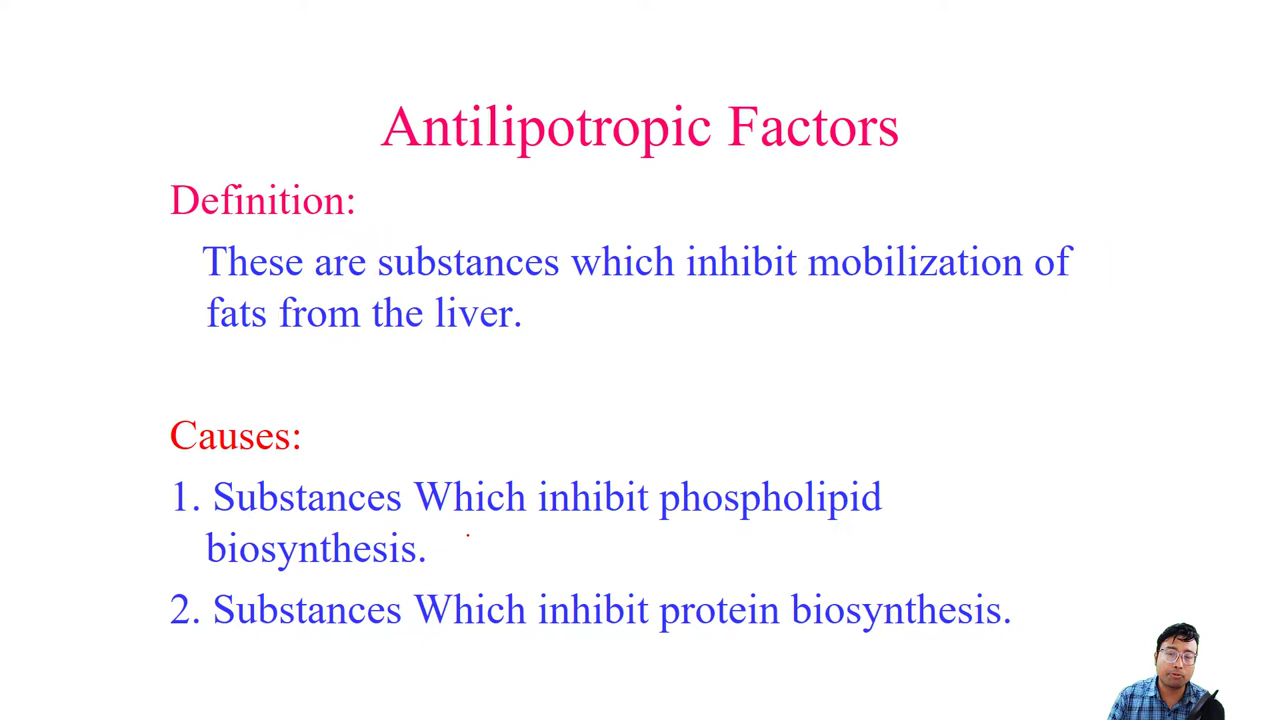 Antilipotropic Factors
Definition:
These are substances which inhibit mobilization of
fats from the liver.
Causes:
1. Substances Which inhibit phospholipid
biosynthesis.
2. Substances Which inhibit protein biosynthesis.